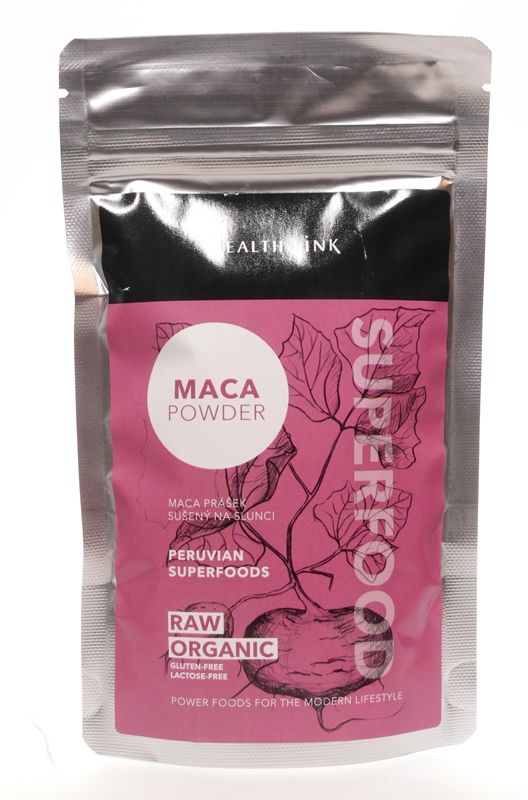 MACA
POWDER
SUPERFOOD
MACA PRÁŠEK
SUŠENÝ NA SLUNCI
PERUVIAN
SUPERFOODS
RAW
ORGANIC
GLUTEN-FREE
LACTOSE-FREE
POWER FOODS FOR THE MODERN LIFESTYLE